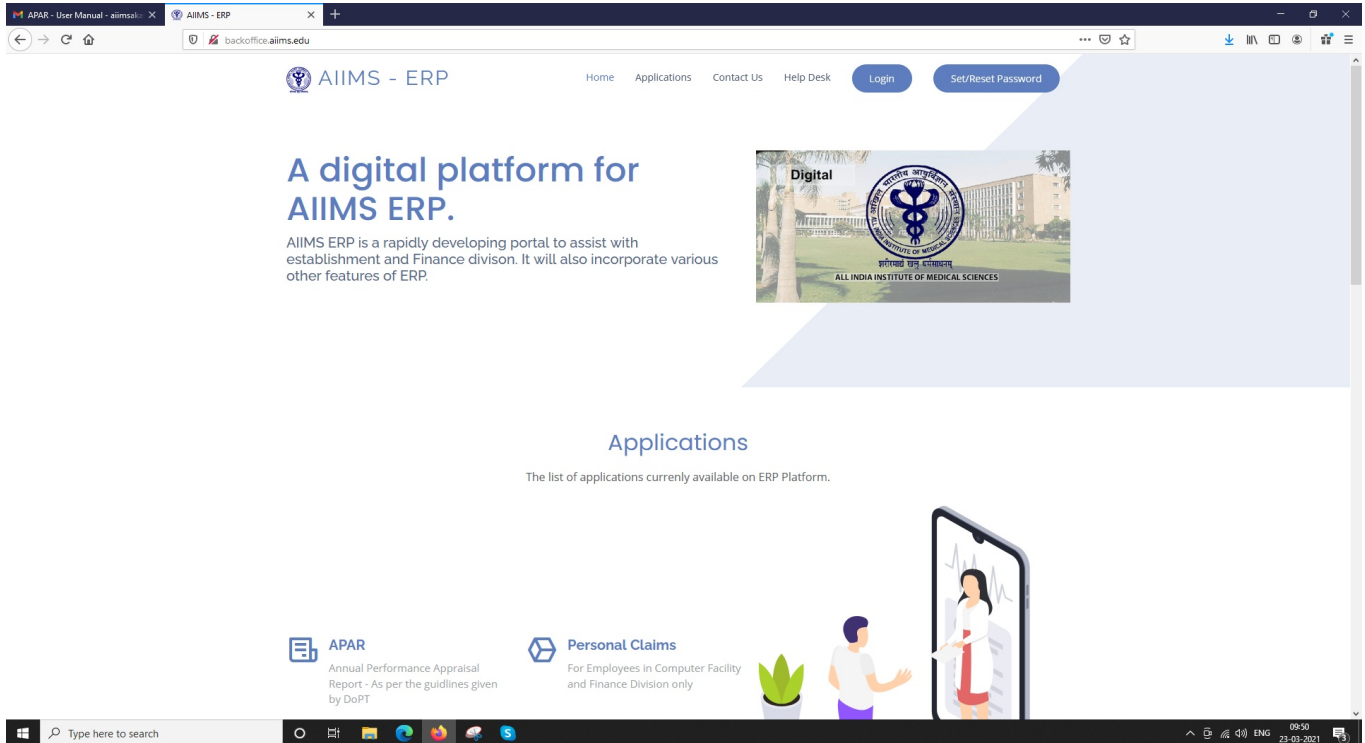 APAR - User Manual - aiimsaka
AIIMS - ERP
backoffice.aiims.edu
AIIMS - ERP
Home Applications Contact Us Help Desk Login Set/Reset Password
A digital platform for
AIIMS ERP.
AIIMS ERP is a rapidly developing portal to assist with
establishment and Finance divison. It will also incorporate various
other features of ERP.
Digital
ALL INDIA INSTITUTE OF MEDICAL SCIENCES
Applications
The list of applications currenly available on ERP Platform.
APAR
Annual Performance Appraisal
Report - As per the guidlines given
by DoPT
Personal Claims
For Employees in Computer Facility
and Finance Division only
Type here to search
ENG
09:50
23-03-2021
3